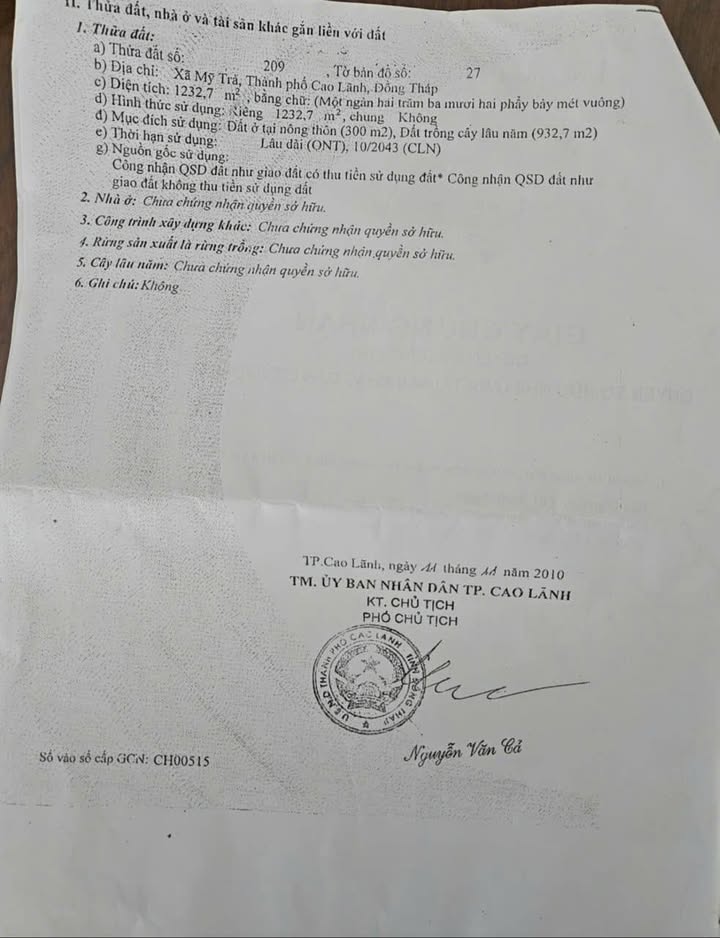 II. Thửa đất, nhà ở và tài sản khác gắn liền với đất
1. Thửa đất:
a) Thửa đất số: 209 , Tờ bản đồ số: 27
b) Địa chỉ: Xã Mỹ Trà, Thành phố Cao Lãnh, Đồng Tháp
c) Diện tích: 1232,7 m², bằng chữ: (Một ngàn hai trăm ba mươi hai phẩy bảy mét vuông)
d) Hình thức sử dụng: Riêng 1232,7 m², chung Không
đ) Mục đích sử dụng: Đất ở tại nông thôn (300 m2), Đất trồng cây lâu năm (932,7 m2)
e) Thời hạn sử dụng: Lâu dài (ONT), 10/2043 (CLN)
g) Nguồn gốc sử dụng:
Công nhận QSD đất như giao đất có thu tiền sử dụng đất* Công nhận QSD đất như
giao đất không thu tiền sử dụng đất
2. Nhà ở: Chưa chứng nhận quyền sở hữu.
3. Công trình xây dựng khác: Chưa chứng nhận quyền sở hữu.
4. Rừng sản xuất là rừng trồng: Chưa chứng nhận quyền sở hữu.
5. Cây lâu năm: Chưa chứng nhận quyền sở hữu.
6. Ghi chú: Không
TP.Cao Lãnh, ngày 11 tháng 11 năm 2010
TM. ỦY BAN NHÂN DÂN TP. CAO LÃNH
KT. CHỦ TỊCH
PHÓ CHỦ TỊCH
U.B.N.D THÀNH PHỐ CAO LÃNH TỈNH ĐỒNG THÁP
Nguyễn Văn Cả
Số vào sổ cấp GCN: CH00515